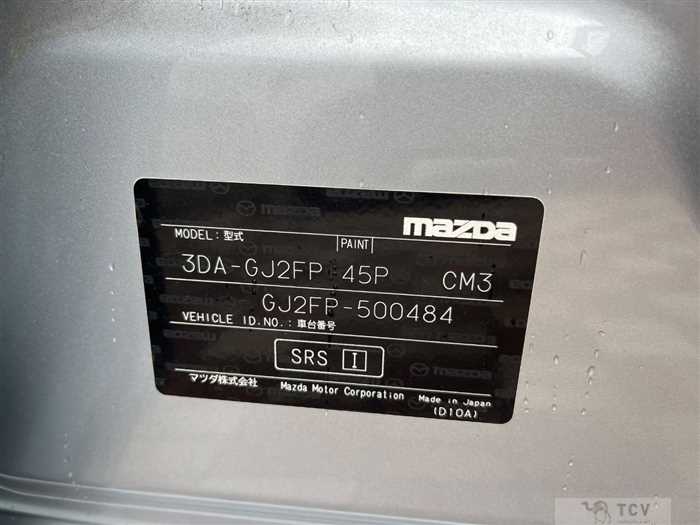 mazda
MODEL: 型式 PAINT
3DA-GJ2FP 45P CM3
GJ2FP-500484
VEHICLE ID.NO.: 車台番号
SRS I
マツダ株式会社 Mazda Motor Corporation Made in Japan
(D10A)
TCV